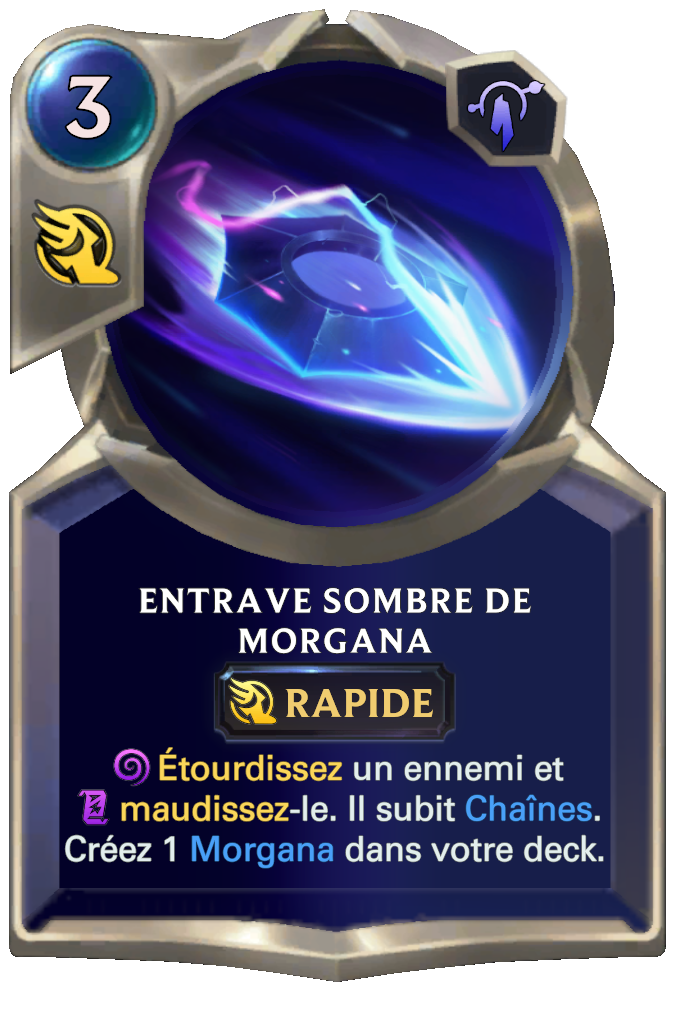 3
ENTRAVE SOMBRE DE
MORGANA
RAPIDE
Étourdissez un ennemi et
maudissez-le. Il subit Chaînes.
Créez 1 Morgana dans votre deck.